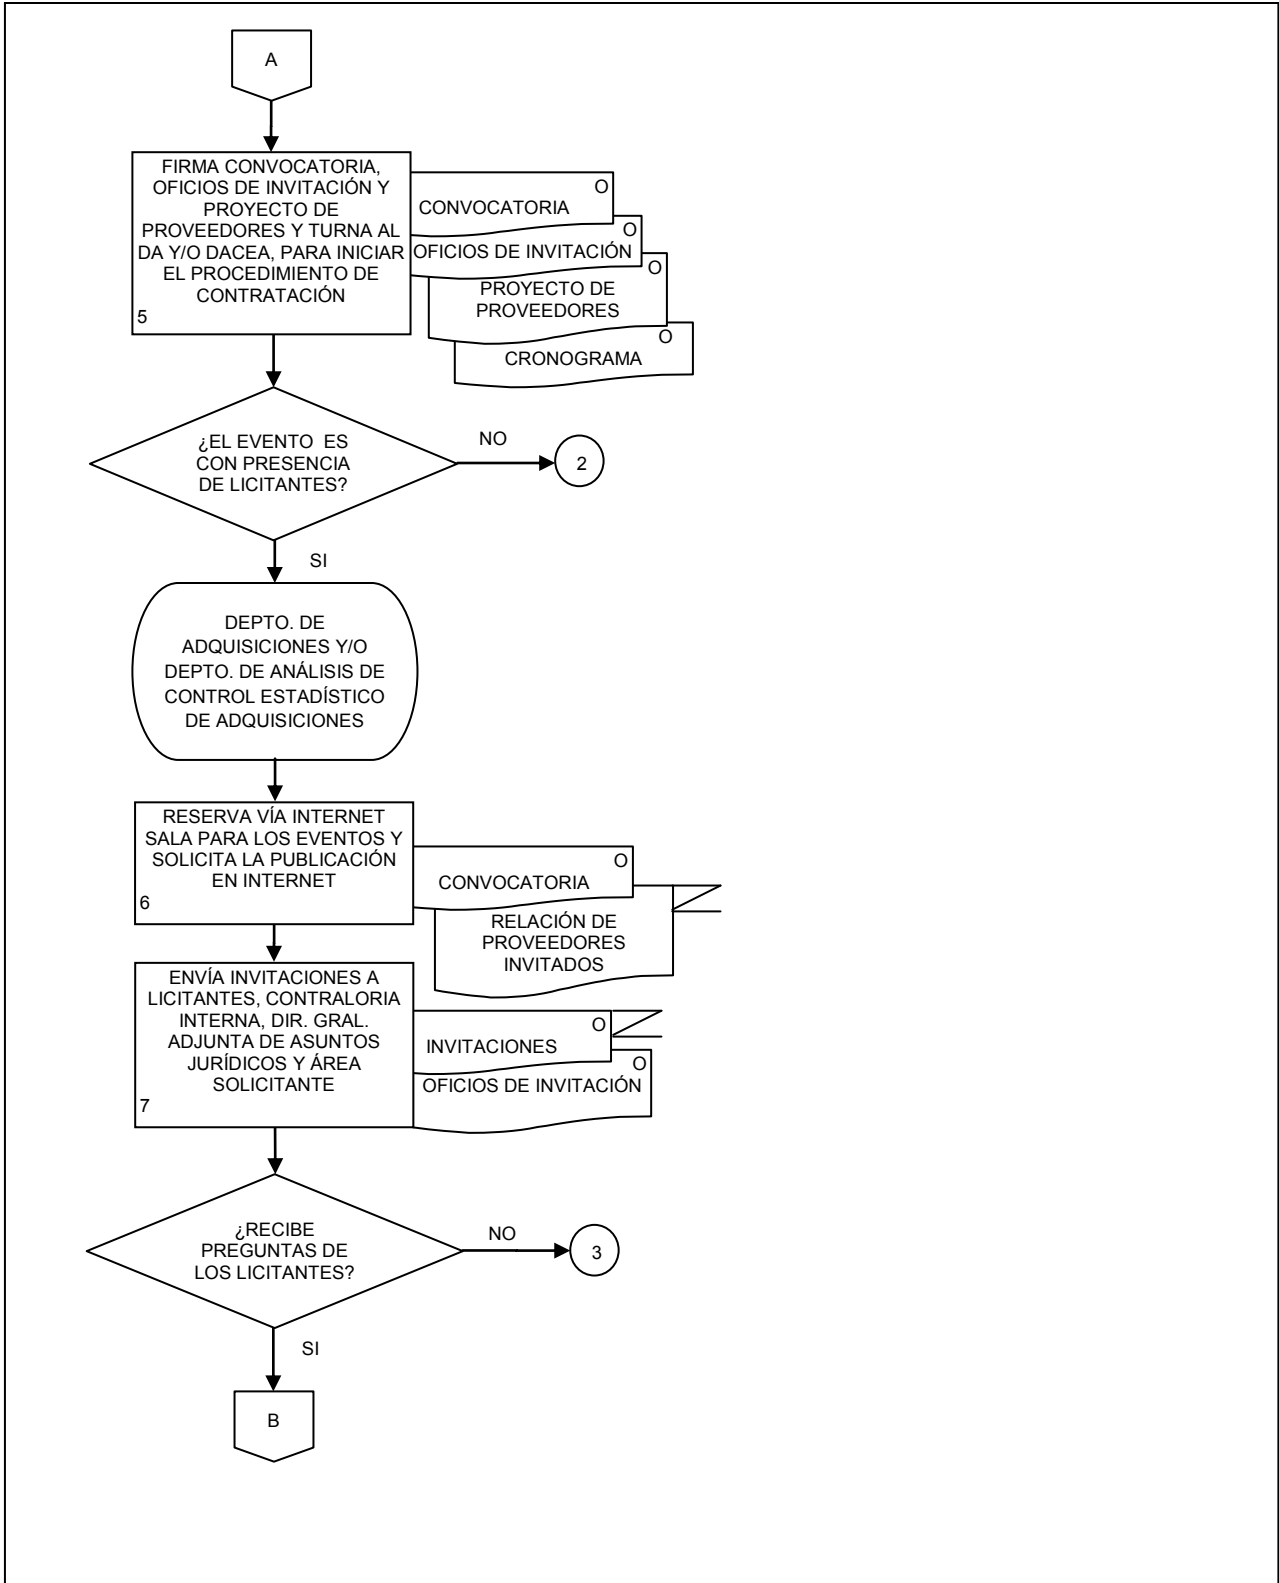 A
FIRMA CONVOCATORIA,
OFICIOS DE INVITACIÓN Y
PROYECTO DE
PROVEEDORES Y TURNA AL
DA Y/O DACEA, PARA INICIAR
EL PROCEDIMIENTO DE
CONTRATACIÓN
5
O
CONVOCATORIA
O
OFICIOS DE INVITACIÓN
O
PROYECTO DE
PROVEEDORES
O
CRONOGRAMA
¿EL EVENTO  ES
CON PRESENCIA
DE LICITANTES?
NO
2
SI
DEPTO. DE
ADQUISICIONES Y/O
DEPTO. DE ANÁLISIS DE
CONTROL ESTADÍSTICO
DE ADQUISICIONES
RESERVA VÍA INTERNET
SALA PARA LOS EVENTOS Y
SOLICITA LA PUBLICACIÓN
EN INTERNET
6
O
CONVOCATORIA
RELACIÓN DE
PROVEEDORES
INVITADOS
ENVÍA INVITACIONES A
LICITANTES, CONTRALORIA
INTERNA, DIR. GRAL.
ADJUNTA DE ASUNTOS
JURÍDICOS Y ÁREA
SOLICITANTE
7
O
INVITACIONES
O
OFICIOS DE INVITACIÓN
¿RECIBE
PREGUNTAS DE
LOS LICITANTES?
NO
3
SI
B